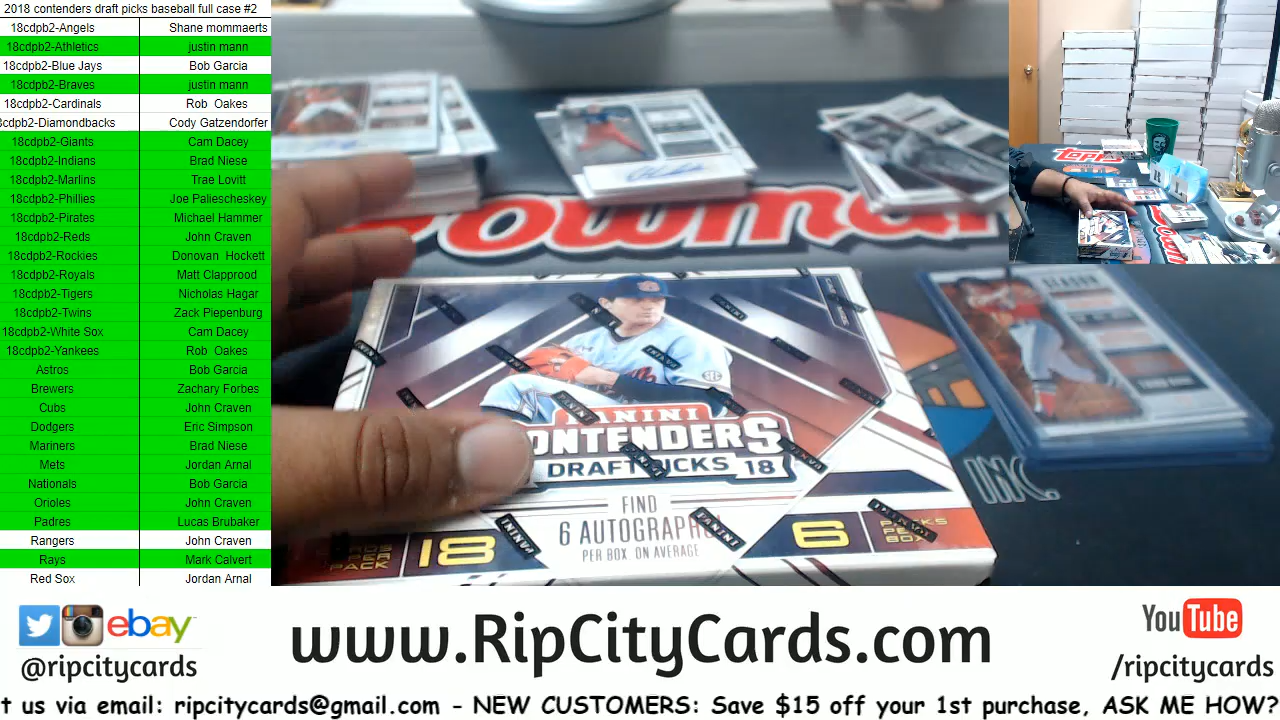 2018 contenders draft picks baseball full case #2
18cdpb2-Angels Shane mommaerts
18cdpb2-Athletics justin mann
18cdpb2-Blue Jays Bob Garcia
18cdpb2-Braves justin mann
18cdpb2-Cardinals Rob Oakes
8cdpb2-Diamondbacks Cody Gatzendorfer
18cdpb2-Giants Cam Dacey
18cdpb2-Indians Brad Niese
18cdpb2-Marlins Trae Lovitt
18cdpb2-Phillies Joe Paliescheskey
18cdpb2-Pirates Michael Hammer
18cdpb2-Reds John Craven
18cdpb2-Rockies Donovan Hockett
18cdpb2-Royals Matt Clapprood
18cdpb2-Tigers Nicholas Hagar
18cdpb2-Twins Zack Piepenburg
18cdpb2-White Sox Cam Dacey
18cdpb2-Yankees Rob Oakes
Astros Bob Garcia
Brewers Zachary Forbes
Cubs John Craven
Dodgers Eric Simpson
Mariners Brad Niese
Mets Jordan Arnal
Nationals Bob Garcia
Orioles John Craven
Padres Lucas Brubaker
Rangers John Craven
Rays Mark Calvert
Red Sox Jordan Arnal
Topps
Bowman
INC.
SEASON
PANINI
CONTENDERS
DRAFT PICKS 18
FIND
6 AUTOGRAPHS
PER BOX ON AVERAGE
18
PACK
6
PACKS
PER
BOX
ebay
@ripcitycards
www.RipCityCards.com
YouTube
/ripcitycards
t us via email: ripcitycards@gmail.com - NEW CUSTOMERS: Save $15 off your 1st purchase, ASK ME HOW?